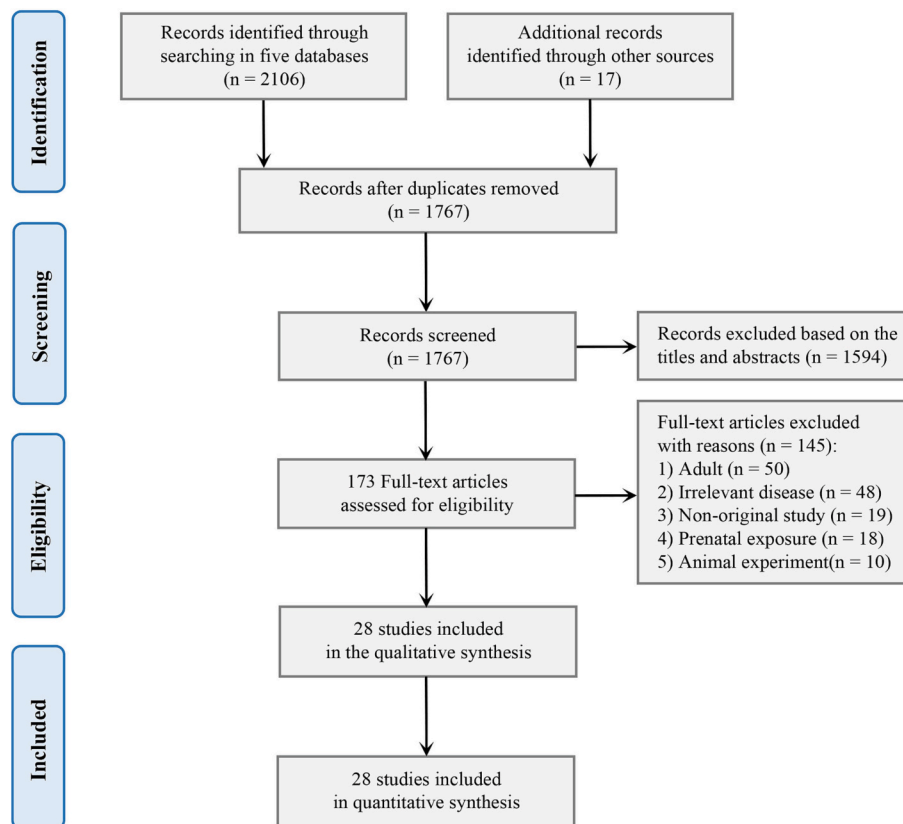 Identification
Records identified through
searching in five databases
(n = 2106)
Additional records
identified through other sources
(n = 17)
Records after duplicates removed
(n = 1767)
Screening
Records screened
(n = 1767)
Records excluded based on the
titles and abstracts (n = 1594)
Eligibility
173 Full-text articles
assessed for eligibility
Full-text articles excluded
with reasons (n = 145):
1) Adult (n = 50)
2) Irrelevant disease (n = 48)
3) Non-original study (n = 19)
4) Prenatal exposure (n = 18)
5) Animal experiment(n = 10)
28 studies included
in the qualitative synthesis
Included
28 studies included
in quantitative synthesis